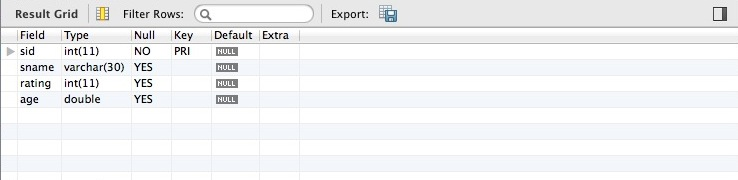 Result Grid Filter Rows: Export:
Field Type Null Key Default Extra
sid int(11) NO PRI NULL
sname varchar(30) YES NULL
rating int(11) YES NULL
age double YES NULL